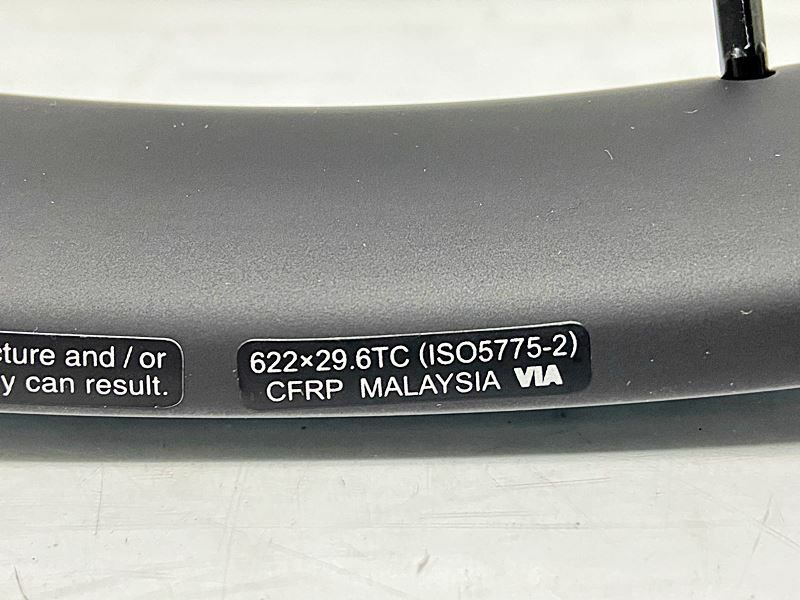 cture and / or
y can result.
622×29.6TC (ISO5775-2)
CFRP MALAYSIA VIA